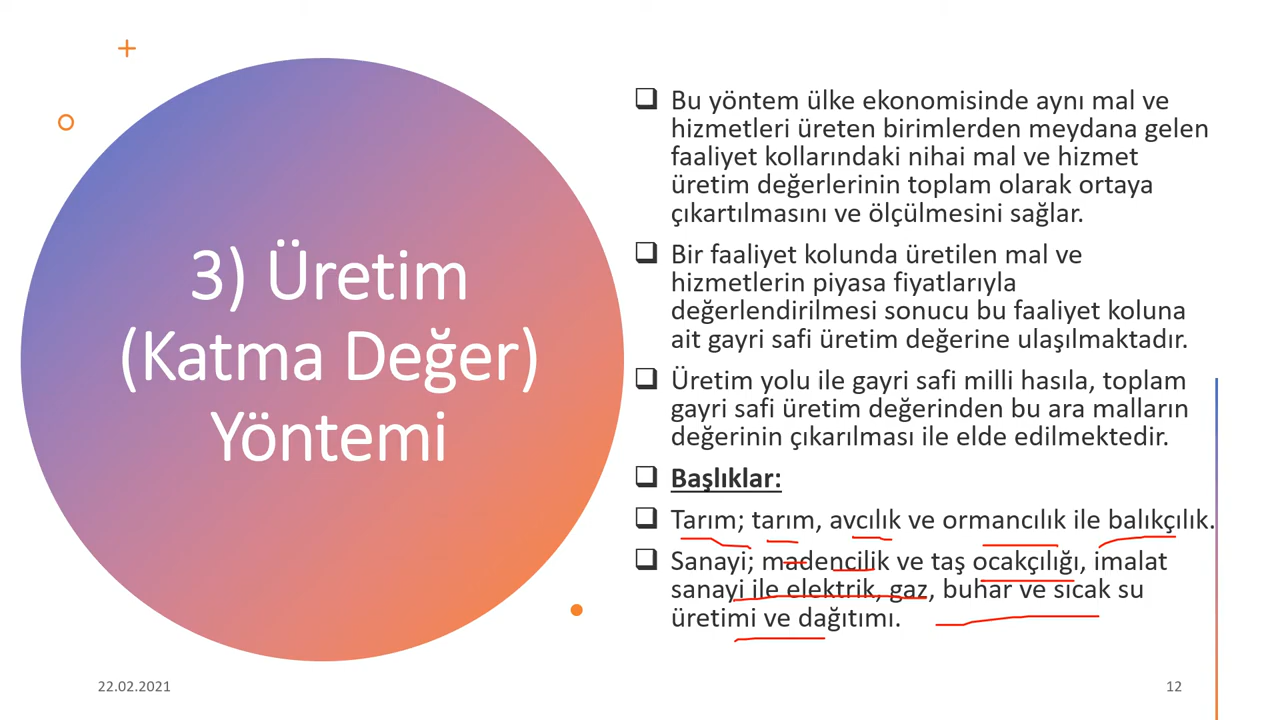 3) Üretim
(Katma Değer)
Yöntemi
Bu yöntem ülke ekonomisinde aynı mal ve
hizmetleri üreten birimlerden meydana gelen
faaliyet kollarındaki nihai mal ve hizmet
üretim değerlerinin toplam olarak ortaya
çıkartılmasını ve ölçülmesini sağlar.
Bir faaliyet kolunda üretilen mal ve
hizmetlerin piyasa fiyatlarıyla
değerlendirilmesi sonucu bu faaliyet koluna
ait gayri safi üretim değerine ulaşılmaktadır.
Üretim yolu ile gayri safi milli hasıla, toplam
gayri safi üretim değerinden bu ara malların
değerinin çıkarılması ile elde edilmektedir.
Başlıklar:
Tarım; tarım, avcılık ve ormancılık ile balıkçılık.
Sanayi; madencilik ve taş ocakçılığı, imalat
sanayi ile elektrik, gaz, buhar ve sıcak su
üretimi ve dağıtımı.
22.02.2021
12